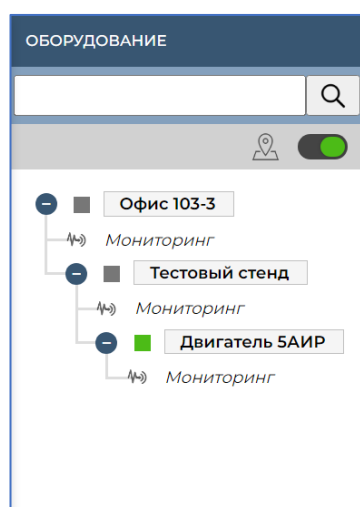 ОБОРУДОВАНИЕ
Офис 103-3
Мониторинг
Тестовый стенд
Мониторинг
Двигатель 5АИР
Мониторинг